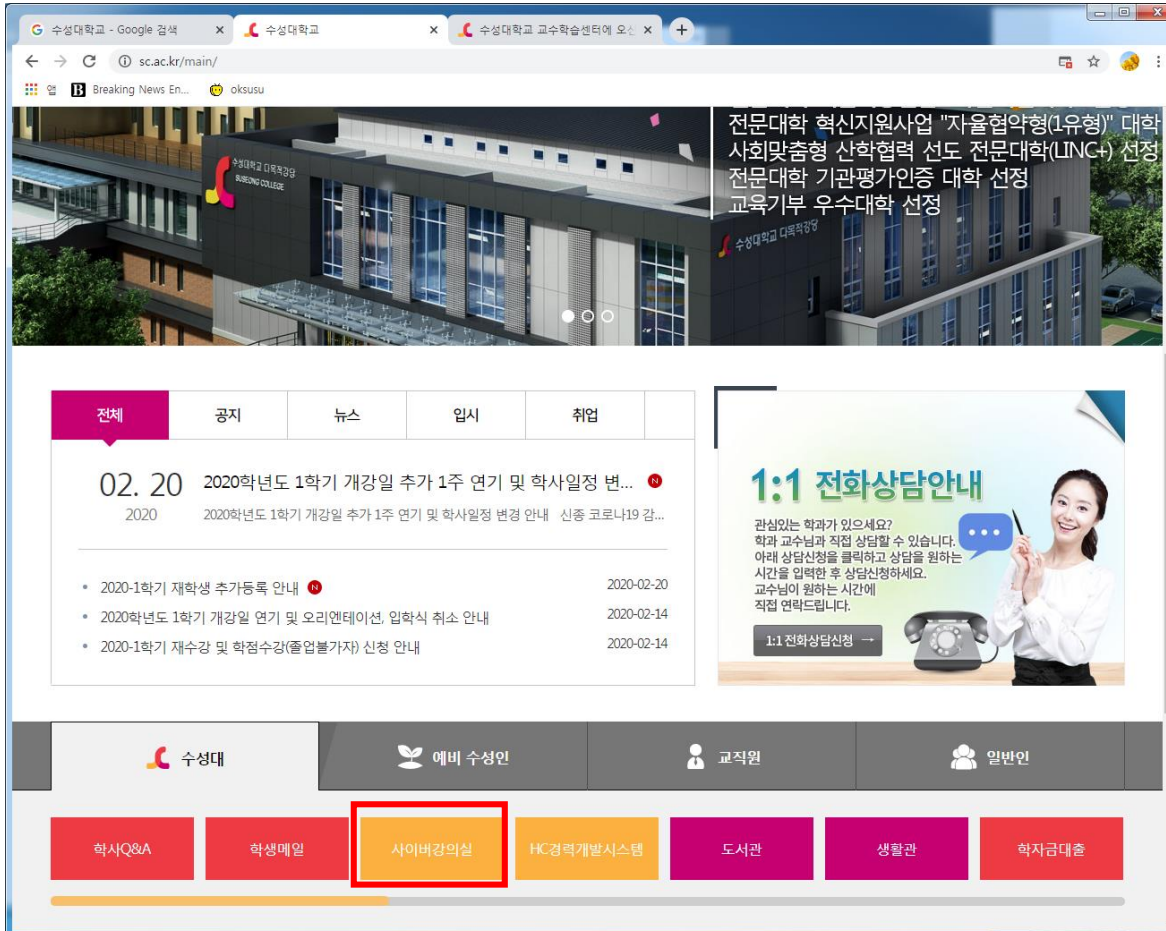 수성대학교 - Google 검색
수성대학교
수성대학교 교수학습센터에 오신
sc.ac.kr/main/
앱
Breaking News En...
oksusu
전문대학 혁신지원사업 "자율협약형(1유형)" 대학
사회맞춤형 산학협력 선도 전문대학(LINC+) 선정
전문대학 기관평가인증 대학 선정
교육기부 우수대학 선정
수성대학교 다목적강당
SUSEONG COLLEGE
수성대학교 다목적강당
전체 공지 뉴스 입시 취업
02. 20
2020
2020학년도 1학기 개강일 추가 1주 연기 및 학사일정 변... N
2020학년도 1학기 개강일 추가 1주 연기 및 학사일정 변경 안내 신종 코로나19 감...
2020-1학기 재학생 추가등록 안내 N 2020-02-20
2020학년도 1학기 개강일 연기 및 오리엔테이션, 입학식 취소 안내 2020-02-14
2020-1학기 재수강 및 학점수강(졸업불가자) 신청 안내 2020-02-14
1:1 전화상담안내
관심있는 학과가 있으세요?
학과 교수님과 직접 상담할 수 있습니다.
아래 상담신청을 클릭하고 상담을 원하는
시간을 입력한 후 상담신청하세요.
교수님이 원하는 시간에
직접 연락드립니다.
1:1 전화상담신청 →
수성대 예비 수성인 교직원 일반인
학사Q&A 학생메일 사이버강의실 HC경력개발시스템 도서관 생활관 학자금대출